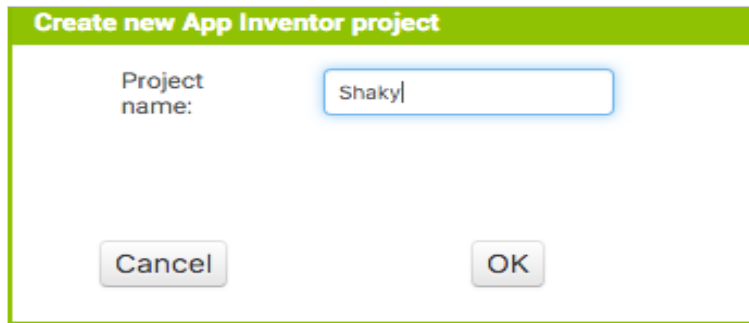 Create new App Inventor project
Project
name:
Shaky
Cancel
OK